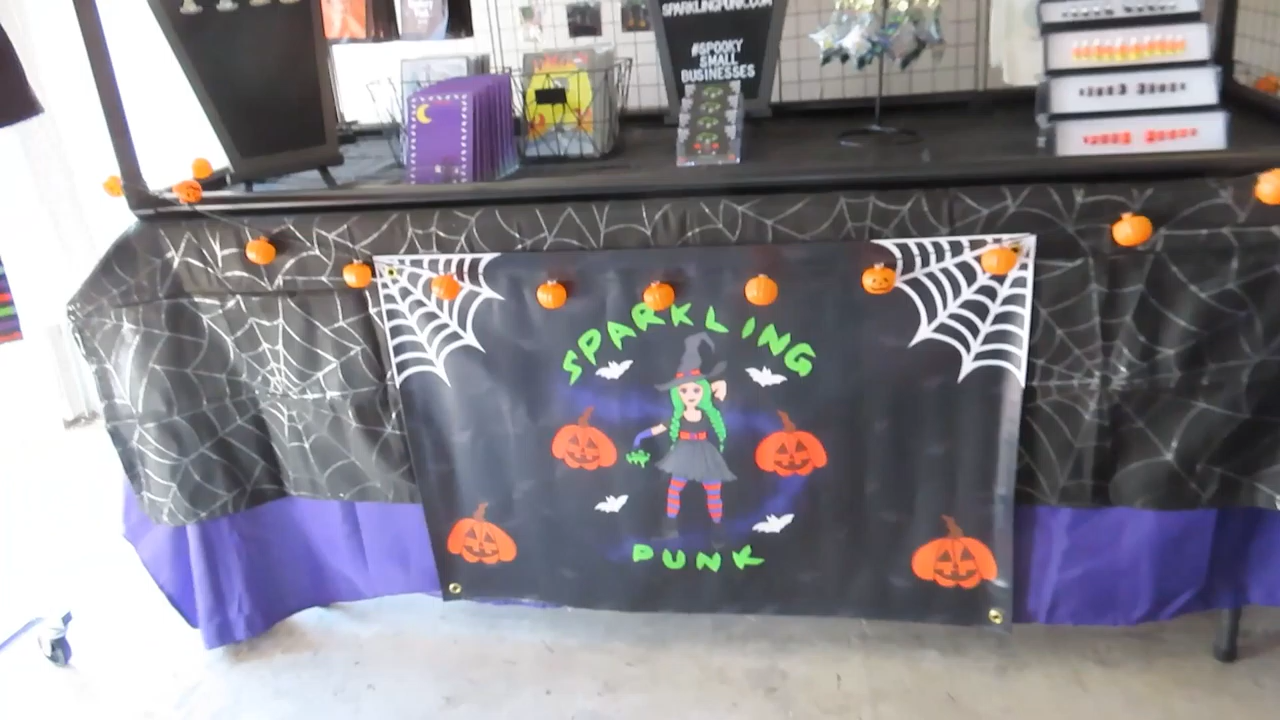 SPARKLINGPUNK.COM
#SPOOKY
SMALL
BUSINESSES
SPARKLING
PUNK